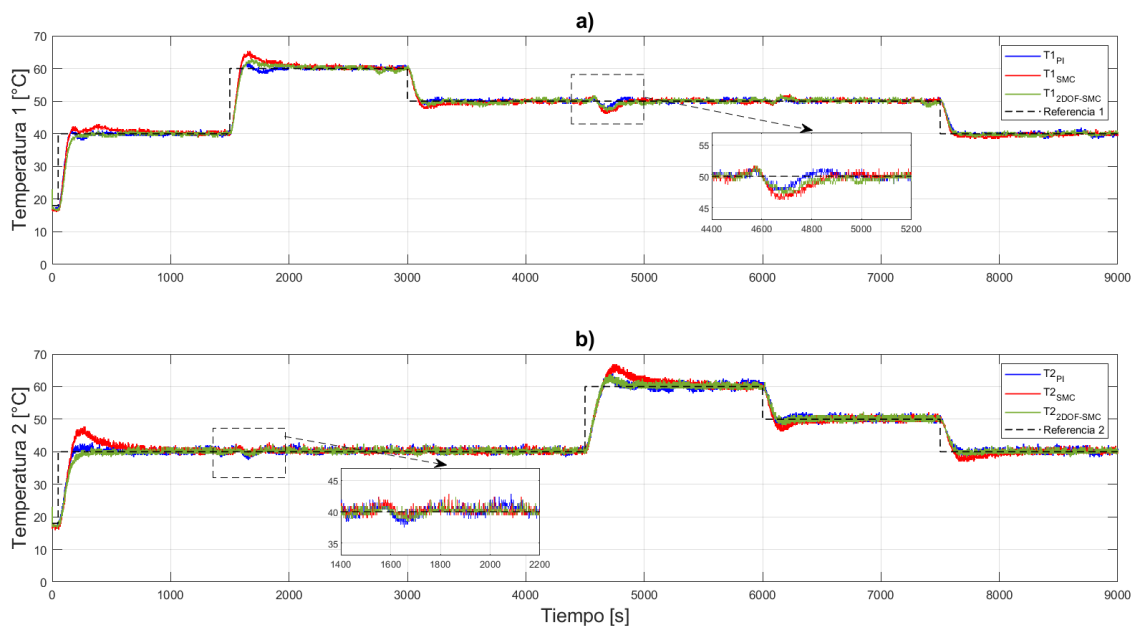 a)
Temperatura 1 [°C]
70
60
50
40
30
20
10
0
0 1000 2000 3000 4000 5000 6000 7000 8000 9000
T1PI
T1SMC
T12DOF-SMC
Referencia 1
55
50
45
4400 4600 4800 5000 5200
b)
Temperatura 2 [°C]
70
60
50
40
30
20
10
0
0 1000 2000 3000 4000 5000 6000 7000 8000 9000
T2PI
T2SMC
T22DOF-SMC
Referencia 2
45
40
35
1400 1600 1800 2000 2200
Tiempo [s]